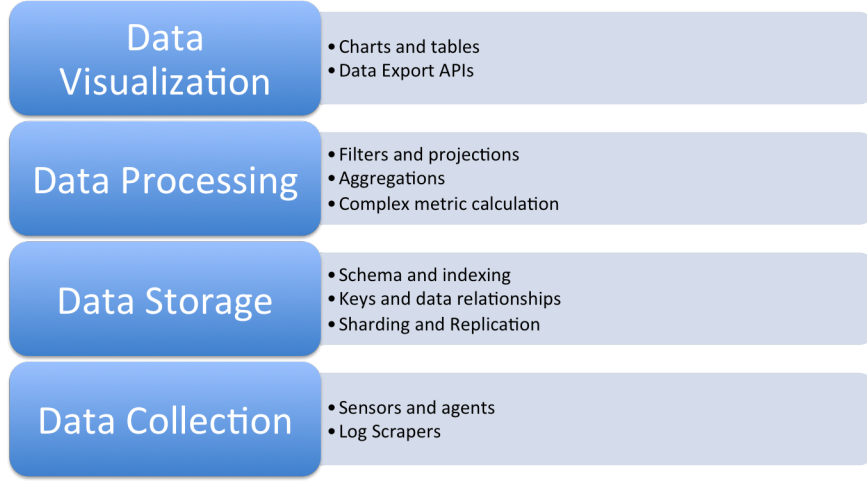 Data
Visualization
• Charts and tables
• Data Export APIs
Data Processing
• Filters and projections
• Aggregations
• Complex metric calculation
Data Storage
• Schema and indexing
• Keys and data relationships
• Sharding and Replication
Data Collection
• Sensors and agents
• Log Scrapers